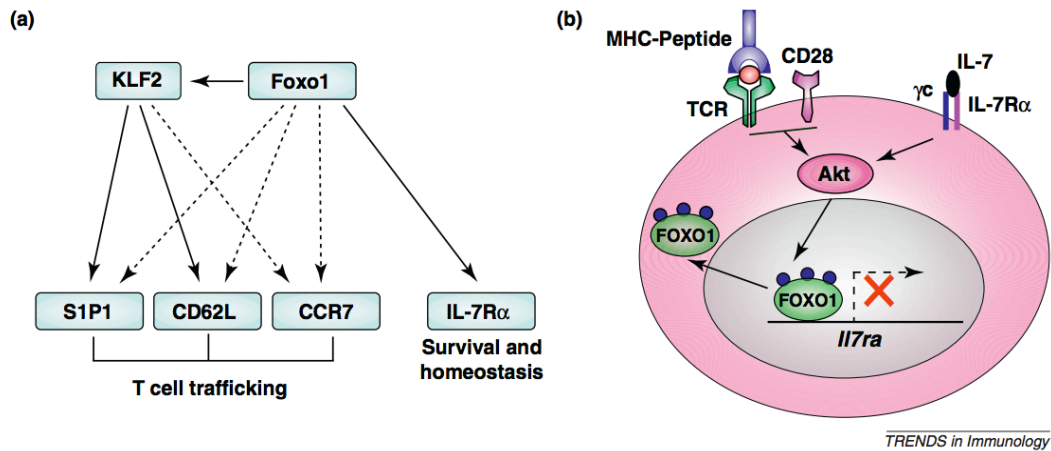 (a)
KLF2
Foxo1
S1P1
CD62L
CCR7
IL-7Rα
T cell trafficking
Survival and
homeostasis
(b)
MHC-Peptide
CD28
TCR
IL-7
γc
IL-7Rα
Akt
FOXO1
FOXO1
Il7ra
TRENDS in Immunology